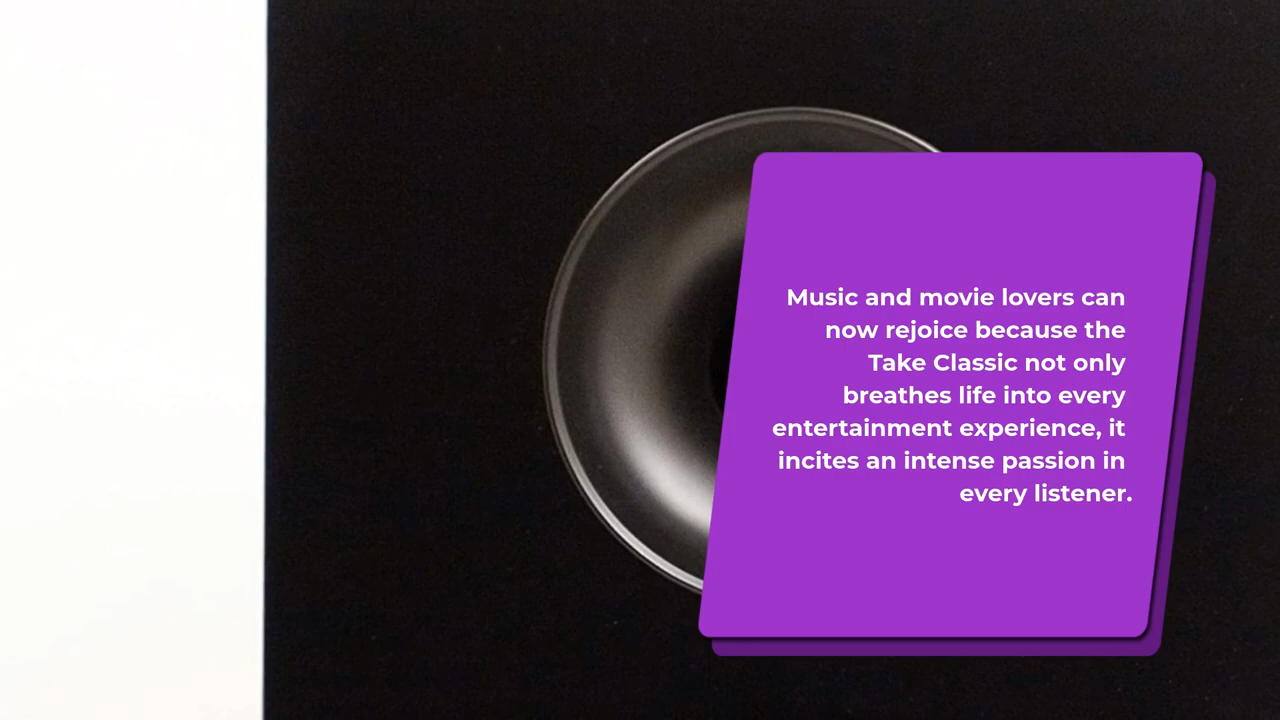 Music and movie lovers can
now rejoice because the
Take Classic not only
breathes life into every
entertainment experience, it
incites an intense passion in
every listener.